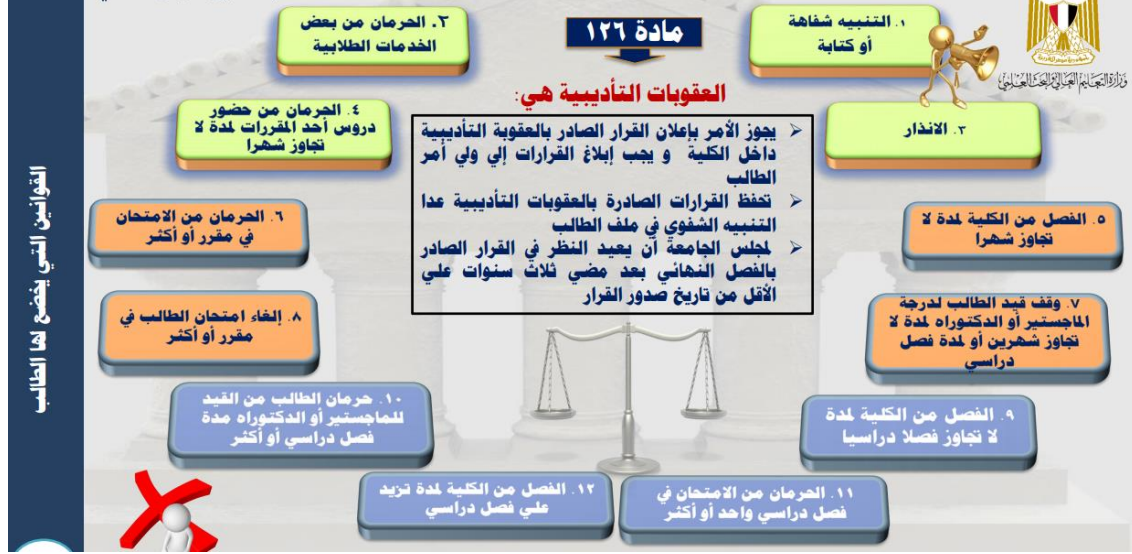 مادة ١٢٦
العقوبات التأديبية هي:
١. التنبيه شفاهة
أو كتابة
٢. الحرمان من بعض
الخدمات الطلابية
٣. الانذار
٤. الحرمان من حضور
دروس أحد المقررات لمدة لا
تجاوز شهرا
٥. الفصل من الكلية لمدة لا
تجاوز شهرا
٦. الحرمان من الامتحان
في مقرر أو أكثر
٧. وقف قيد الطالب لدرجة
الماجستير أو الدكتوراه لمدة لا
تجاوز شهرين أو لمدة فصل
دراسي
٨. إلغاء امتحان الطالب في
مقرر أو أكثر
٩. الفصل من الكلية لمدة
لا تجاوز فصلا دراسيا
١٠. حرمان الطالب من القيد
للماجستير أو الدكتوراه مدة
فصل دراسي أو أكثر
١١. الحرمان من الامتحان في
فصل دراسي واحد أو أكثر
١٢. الفصل من الكلية لمدة تزيد
علي فصل دراسي
يجوز الأمر بإعلان القرار الصادر بالعقوبة التأديبية
داخل الكلية و يجب إبلاغ القرارات إلي ولي أمر
الطالب
تحفظ القرارات الصادرة بالعقوبات التأديبية عدا
التنبيه الشفوي في ملف الطالب
لمجلس الجامعة أن يعيد النظر في القرار الصادر
بالفصل النهائي بعد مضي ثلاث سنوات علي
الأقل من تاريخ صدور القرار
القوانين التي يخضع لها الطالب
وزارة التعليم العالي والبحث العلمي